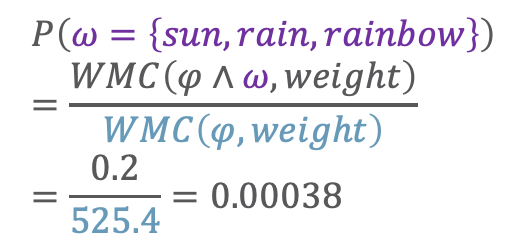 P(ω = {sun, rain, rainbow})
= WMC(φ ∧ ω, weight)
WMC(φ, weight)
= 0.2
525.4 = 0.00038